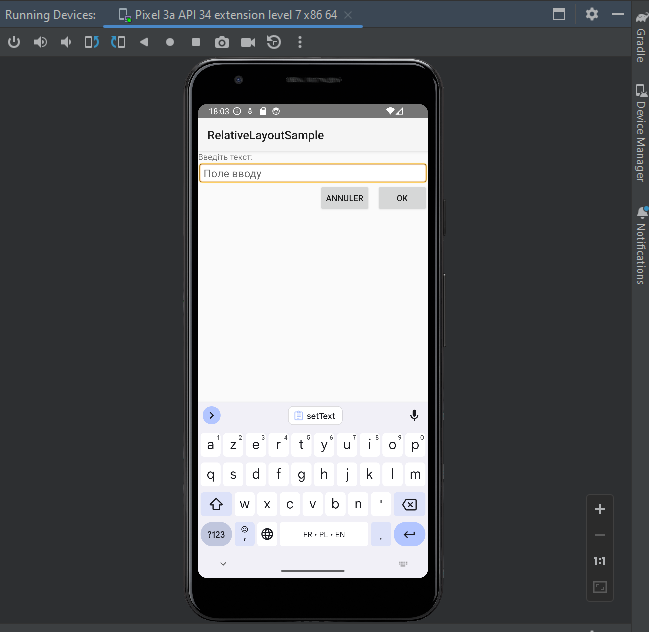 Running Devices: Pixel 3a API 34 extension level 7 x86 64
Gradle
Device Manager
Notifications
18:03
RelativeLayoutSample
Введіть текст:
Поле вводу
ANNULER OK
setText
a 1 z 2 e 3 r 4 t 5 y 6 u 7 i 8 o 9 p 0
q s d f g h j k l m
w x c v b n '
?123 , FR • PL • EN .
1:1